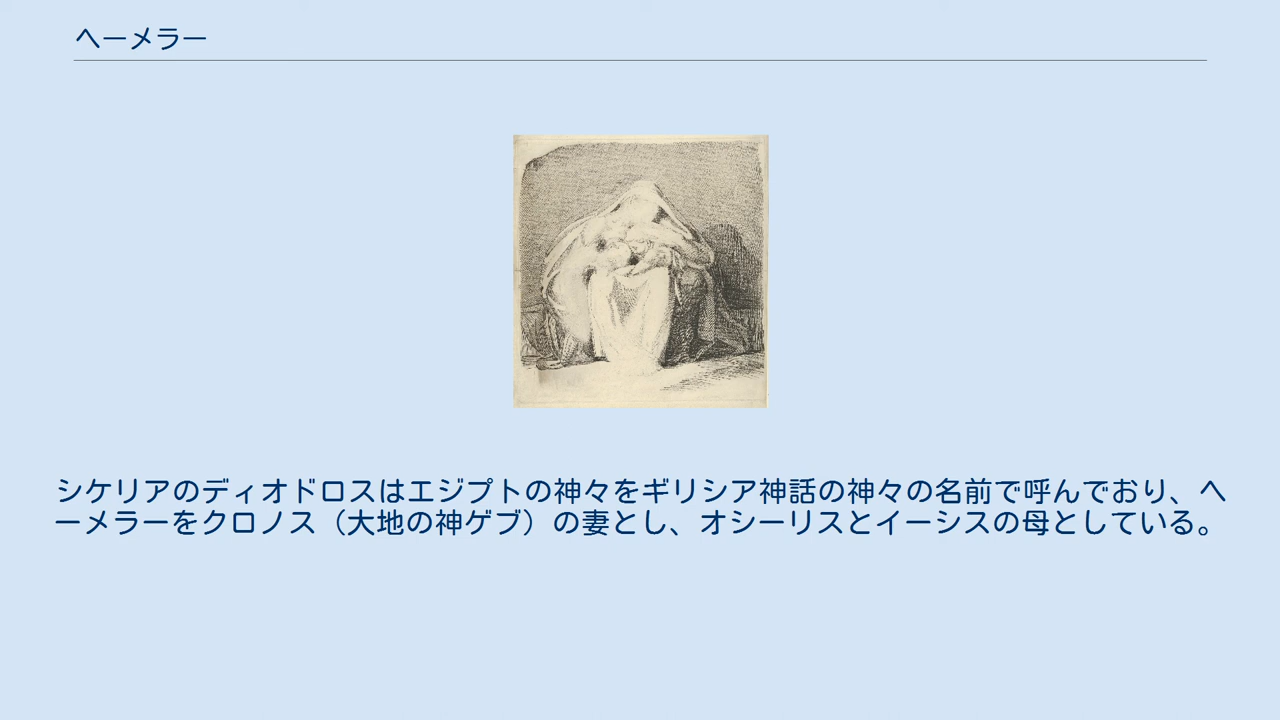 ヘーメラー
シケリアのディオドロスはエジプトの神々をギリシア神話の神々の名前で呼んでおり、ヘ
ーメラーをクロノス（大地の神ゲブ）の妻とし、オシーリスとイーシスの母としている。